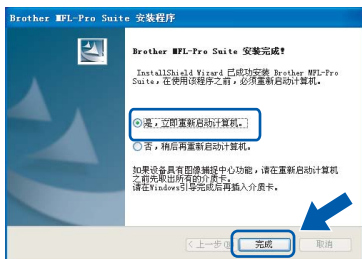 Brother MFL-Pro Suite 安装程序
Brother MFL-Pro Suite 安装完成!
InstallShield Wizard 已成功安装 Brother MFL-Pro
Suite，在使用该程序之前，必须重新启动计算机。
是，立即重新启动计算机。
否，稍后再重新启动计算机。
如果设备具有图像捕捉中心功能，请在重新启动计算机
之前先取出所有的介质卡。
请在Windows引导完成后再插入介质卡。
< 上一步 完成 取消